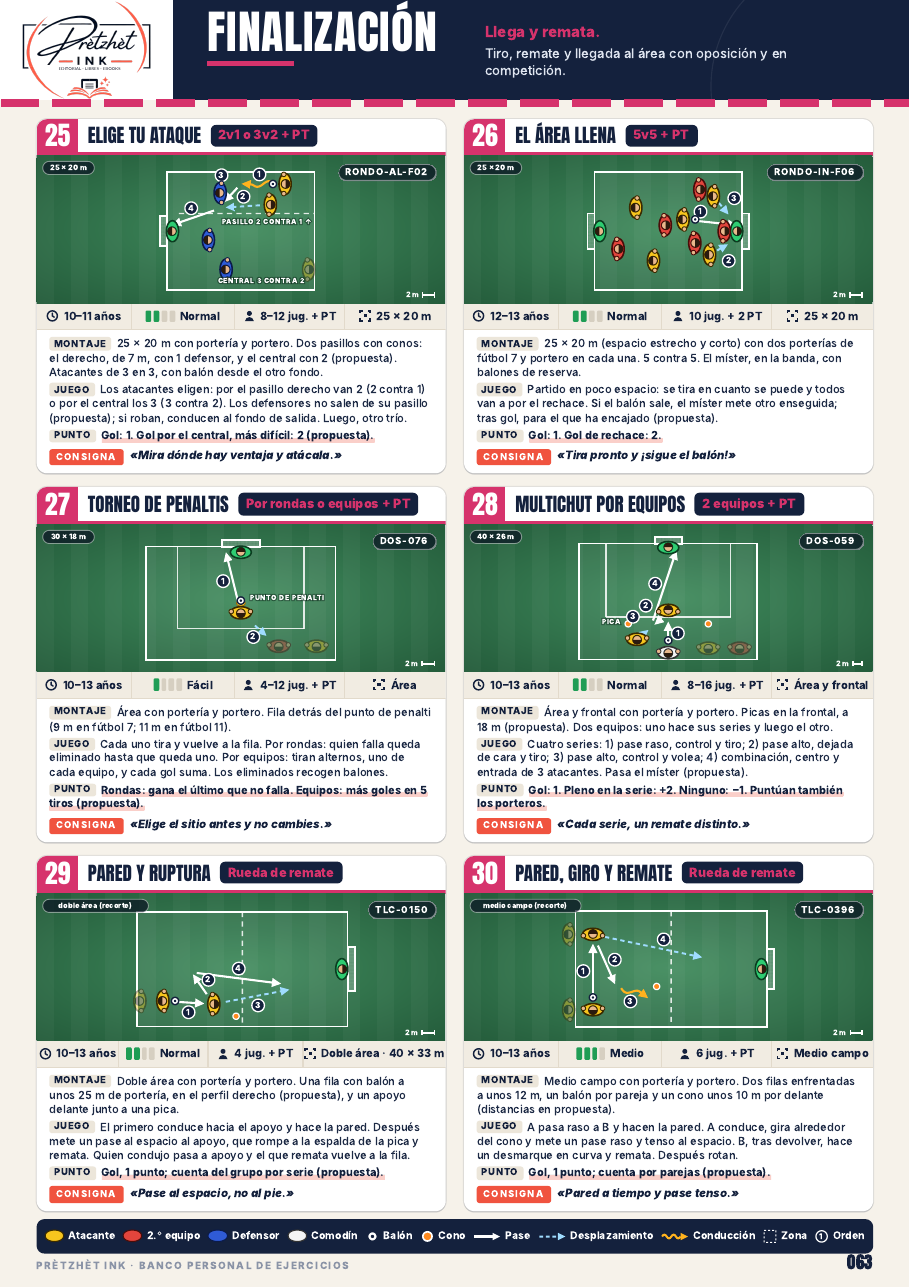 Prètzhèt
INK
EDITORIAL · LIBRES · EBOOKS
FINALIZACIÓN
Llega y remata.
Tiro, remate y llegada al área con oposición y en
competición.
25 ELIGE TU ATAQUE 2v1 o 3v2 + PT
25 × 20 m
RONDO-AL-F02
3 1
2
4
PASILLO 2 CONTRA 1
CENTRAL 3 CONTRA 2
2 m
10–11 años Normal 8–12 jug. + PT 25 × 20 m
MONTAJE 25 × 20 m con portería y portero. Dos pasillos con conos:
el derecho, de 7 m, con 1 defensor, y el central con 2 (propuesta).
Atacantes de 3 en 3, con balón desde el otro fondo.
JUEGO Los atacantes eligen: por el pasillo derecho van 2 (2 contra 1)
o por el central los 3 (3 contra 2). Los defensores no salen de su pasillo
(propuesta); si roban, conducen al fondo de salida. Luego, otro trío.
PUNTO Gol: 1. Gol por el central, más difícil: 2 (propuesta).
CONSIGNA «Mira dónde hay ventaja y atácala.»
26 EL ÁREA LLENA 5v5 + PT
25 × 20 m
RONDO-IN-F06
3
1
2
2 m
12–13 años Normal 10 jug. + 2 PT 25 × 20 m
MONTAJE 25 × 20 m (espacio estrecho y corto) con dos porterías de
fútbol 7 y portero en cada una. 5 contra 5. El míster, en la banda, con
balones de reserva.
JUEGO Partido en poco espacio: se tira en cuanto se puede y todos
van a por el rechace. Si el balón sale, el míster mete otro enseguida;
tras gol, para el que ha encajado (propuesta).
PUNTO Gol: 1. Gol de rechace: 2.
CONSIGNA «Tira pronto y ¡sigue el balón!»
27 TORNEO DE PENALTIS Por rondas o equipos + PT
30 × 18 m
DOS-076
1
PUNTO DE PENALTI
2
2 m
10–13 años Fácil 4–12 jug. + PT Área
MONTAJE Área con portería y portero. Fila detrás del punto de penalti
(9 m en fútbol 7; 11 m en fútbol 11).
JUEGO Cada uno tira y vuelve a la fila. Por rondas: quien falla queda
eliminado hasta que queda uno. Por equipos: tiran alternos, uno de
cada equipo, y cada gol suma. Los eliminados recogen balones.
PUNTO Rondas: gana el último que no falla. Equipos: más goles en 5
tiros (propuesta).
CONSIGNA «Elige el sitio antes y no cambies.»
28 MULTICHUT POR EQUIPOS 2 equipos + PT
40 × 26 m
DOS-059
4
2
3
PICA
1
2 m
10–13 años Normal 8–16 jug. + PT Área y frontal
MONTAJE Área y frontal con portería y portero. Picas en la frontal, a
18 m (propuesta). Dos equipos: uno hace sus series y luego el otro.
JUEGO Cuatro series: 1) pase raso, control y tiro; 2) pase alto, dejada
de cara y tiro; 3) pase alto, control y volea; 4) combinación, centro y
entrada de 3 atacantes. Pasa el míster (propuesta).
PUNTO Gol: 1. Pleno en la serie: +2. Ninguno: −1. Puntúan también
los porteros.
CONSIGNA «Cada serie, un remate distinto.»
29 PARED Y RUPTURA Rueda de remate
doble área (recorte)
TLC-0150
4
2
3
1
2 m
10–13 años Normal 4 jug. + PT Doble área · 40 × 33 m
MONTAJE Doble área con portería y portero. Una fila con balón a
unos 25 m de portería, en el perfil derecho (propuesta), y un apoyo
delante junto a una pica.
JUEGO El primero conduce hacia el apoyo y hace la pared. Después
mete un pase al espacio al apoyo, que rompe a la espalda de la pica y
remata. Quien condujo pasa a apoyo y el que remata vuelve a la fila.
PUNTO Gol, 1 punto; cuenta del grupo por serie (propuesta).
CONSIGNA «Pase al espacio, no al pie.»
30 PARED, GIRO Y REMATE Rueda de remate
medio campo (recorte)
TLC-0396
4
2
1
3
2 m
10–13 años Medio 6 jug. + PT Medio campo
MONTAJE Medio campo con portería y portero. Dos filas enfrentadas
a unos 12 m, un balón por pareja y un cono unos 10 m por delante
(distancias en propuesta).
JUEGO A pasa raso a B y hacen la pared. A conduce, gira alrededor
del cono y mete un pase raso y tenso al espacio. B, tras devolver, hace
un desmarque en curva y remata. Después rotan.
PUNTO Gol, 1 punto; cuenta por parejas (propuesta).
CONSIGNA «Pared a tiempo y pase tenso.»
Atacante 2.º equipo Defensor Comodín Balón Cono Pase Desplazamiento Conducción Zona 1 Orden
PRÈTZHÈT INK · BANCO PERSONAL DE EJERCICIOS
063